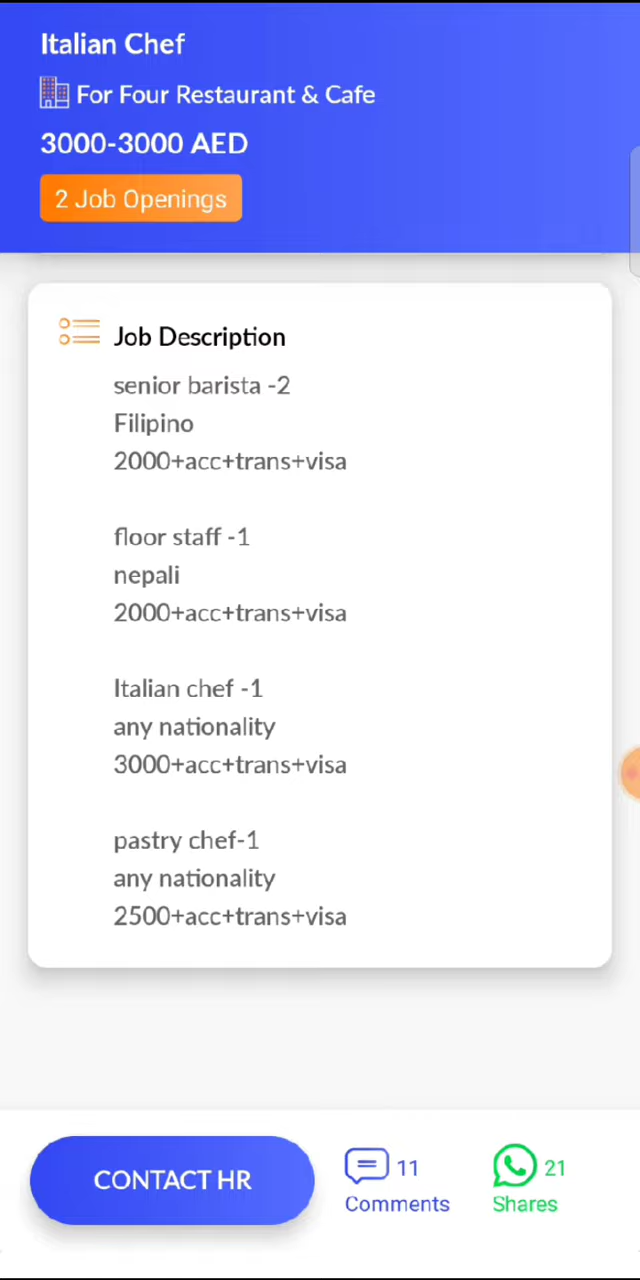 Italian Chef
For Four Restaurant & Cafe
3000-3000 AED
2 Job Openings
Job Description
senior barista -2
Filipino
2000+acc+trans+visa
floor staff -1
nepali
2000+acc+trans+visa
Italian chef -1
any nationality
3000+acc+trans+visa
pastry chef-1
any nationality
2500+acc+trans+visa
CONTACT HR
11
Comments
21
Shares